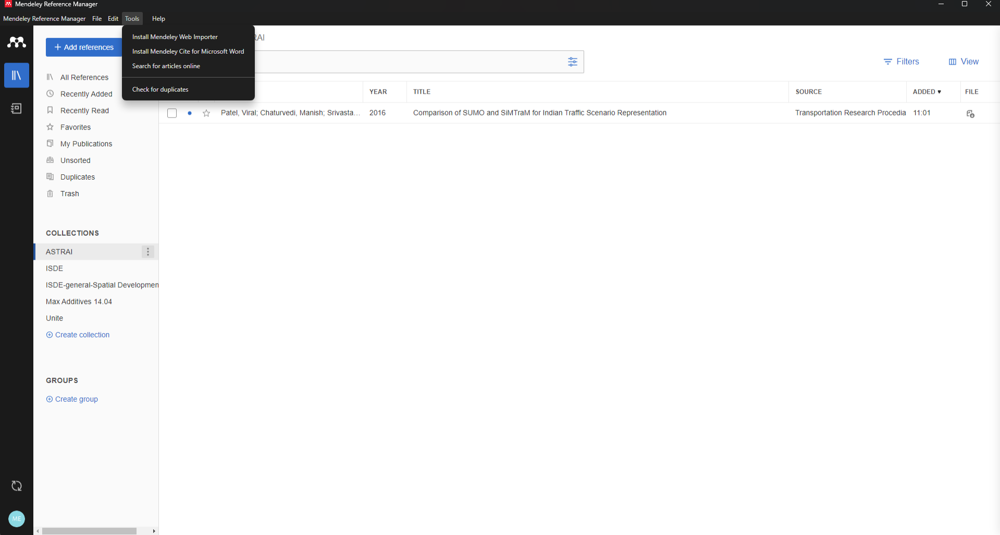 Mendeley Reference Manager
Mendeley Reference Manager File Edit Tools Help
Install Mendeley Web Importer
Install Mendeley Cite for Microsoft Word
Search for articles online
Check for duplicates
RAI
+ Add references
All References
Recently Added
Recently Read
Favorites
My Publications
Unsorted
Duplicates
Trash
COLLECTIONS
ASTRAI
ISDE
ISDE-general-Spatial Developmen
Max Additives 14.04
Unite
Create collection
GROUPS
Create group
ME
Filters View
YEAR TITLE SOURCE ADDED FILE
Patel, Viral; Chaturvedi, Manish; Srivasta... 2016 Comparison of SUMO and SiMTraM for Indian Traffic Scenario Representation Transportation Research Procedia 11:01